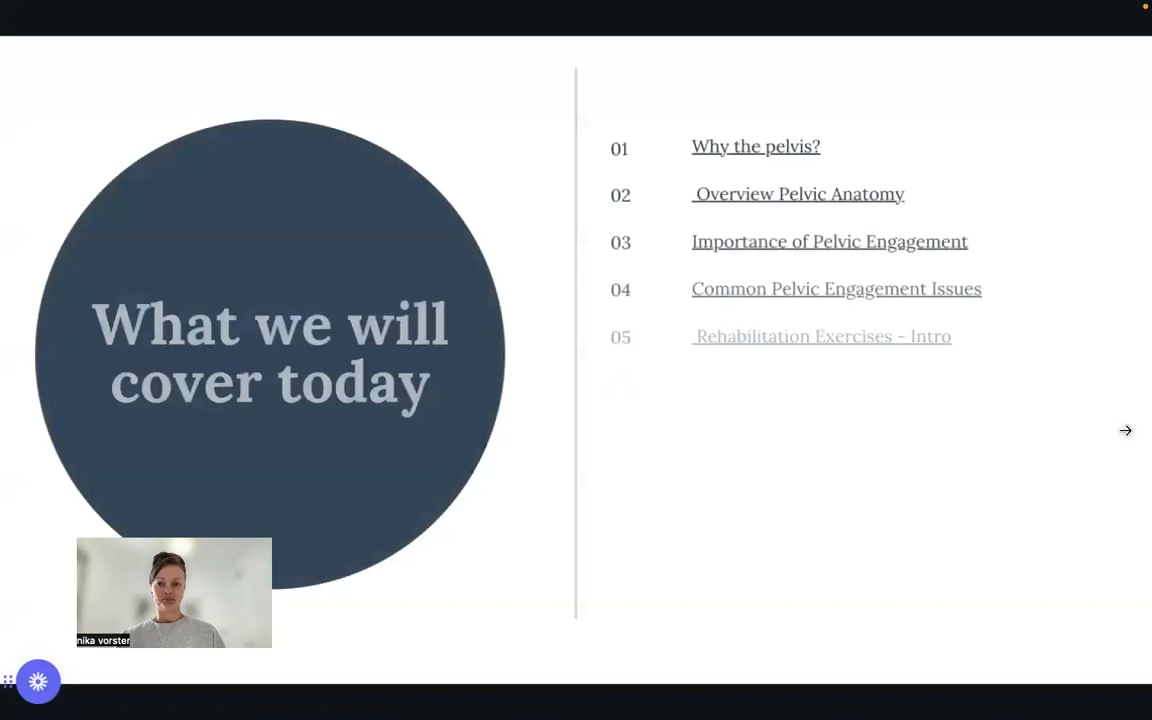 What we will
cover today
01 Why the pelvis?
02 Overview Pelvic Anatomy
03 Importance of Pelvic Engagement
04 Common Pelvic Engagement Issues
05 Rehabilitation Exercises - Intro
nika vorster